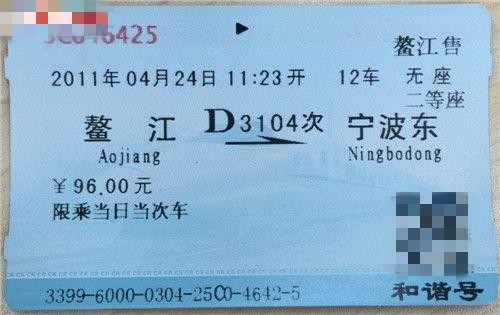 646425
鳌江售
2011年04月24日11:23开 12车 无座
二等座
鳌江 D3104次 宁波东
Aojiang Ningbodong
￥96.00元
限乘当日当次车
3399-6000-0304-25C0-4642-5 和谐号